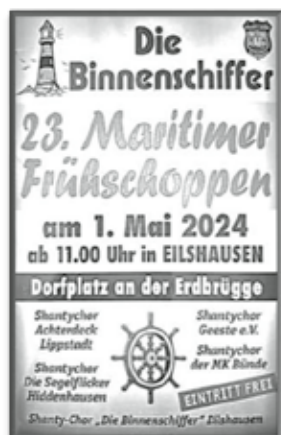 Die
Binnenschiffer
23. Maritimer
Frühschoppen
am 1. Mai 2024
ab 11.00 Uhr in EILSHAUSEN
Dorfplatz an der Erdbrügge
Shantychor
Achterdeck
Lippstadt
Shantychor
Die Segelflicker
Hiddenhausen
Shantychor
Geeste e.V.
Shantychor
der MK Bünde
EINTRITT FREI
Shanty-Chor „Die Binnenschiffer" Eilshausen